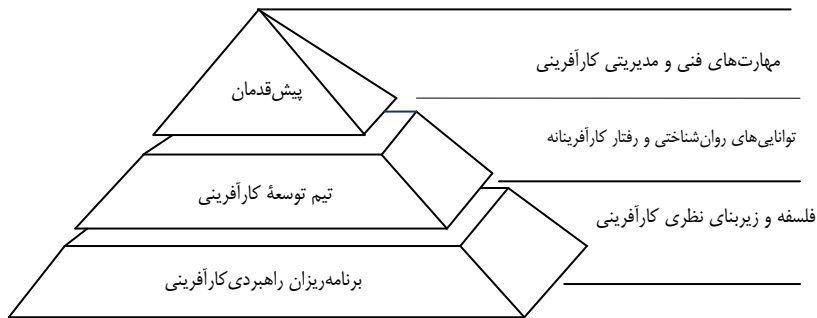 مهارت‌های فنی و مدیریتی کارآفرینی
پیش‌قدمان
توانایی‌های روان‌شناختی و رفتار کارآفرینانه
تیم توسعهٔ کارآفرینی
فلسفه و زیربنای نظری کارآفرینی
برنامه‌ریزان راهبردی‌کارآفرینی